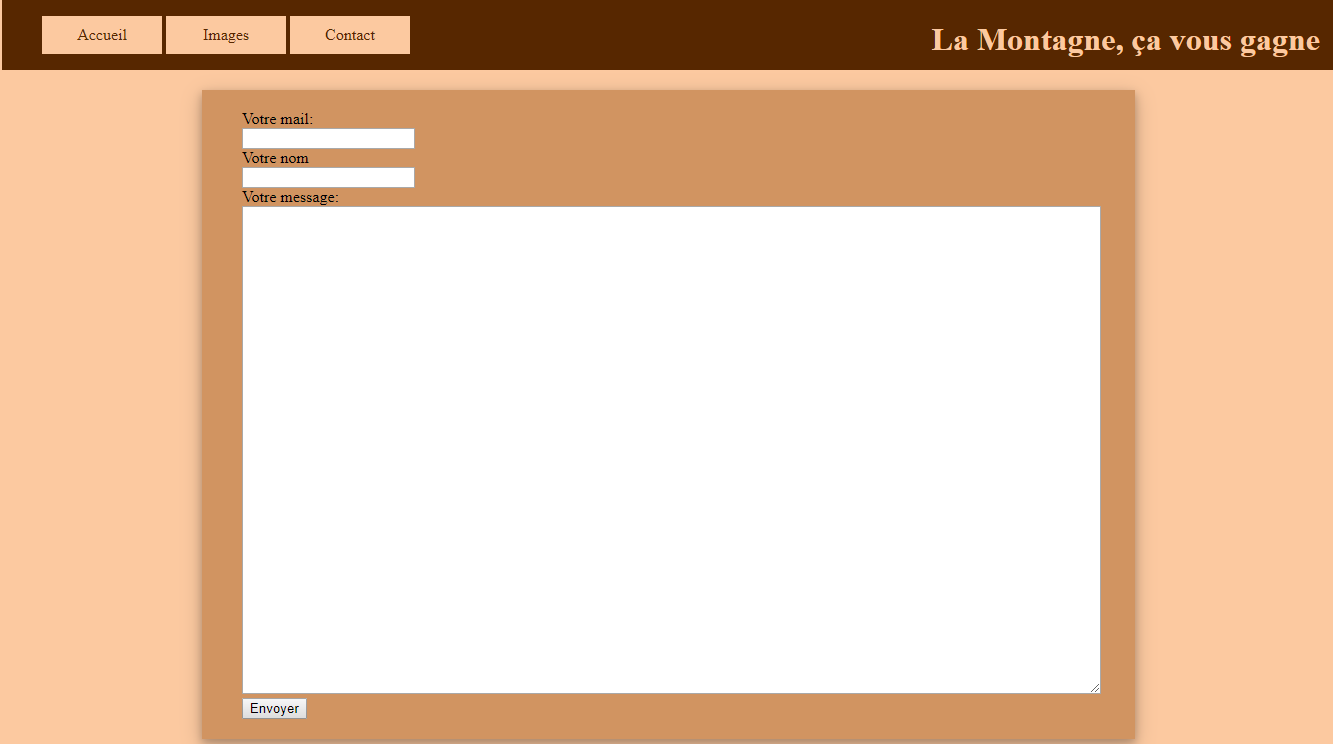 Accueil Images Contact La Montagne, ça vous gagne
Votre mail:
Votre nom
Votre message:
Envoyer